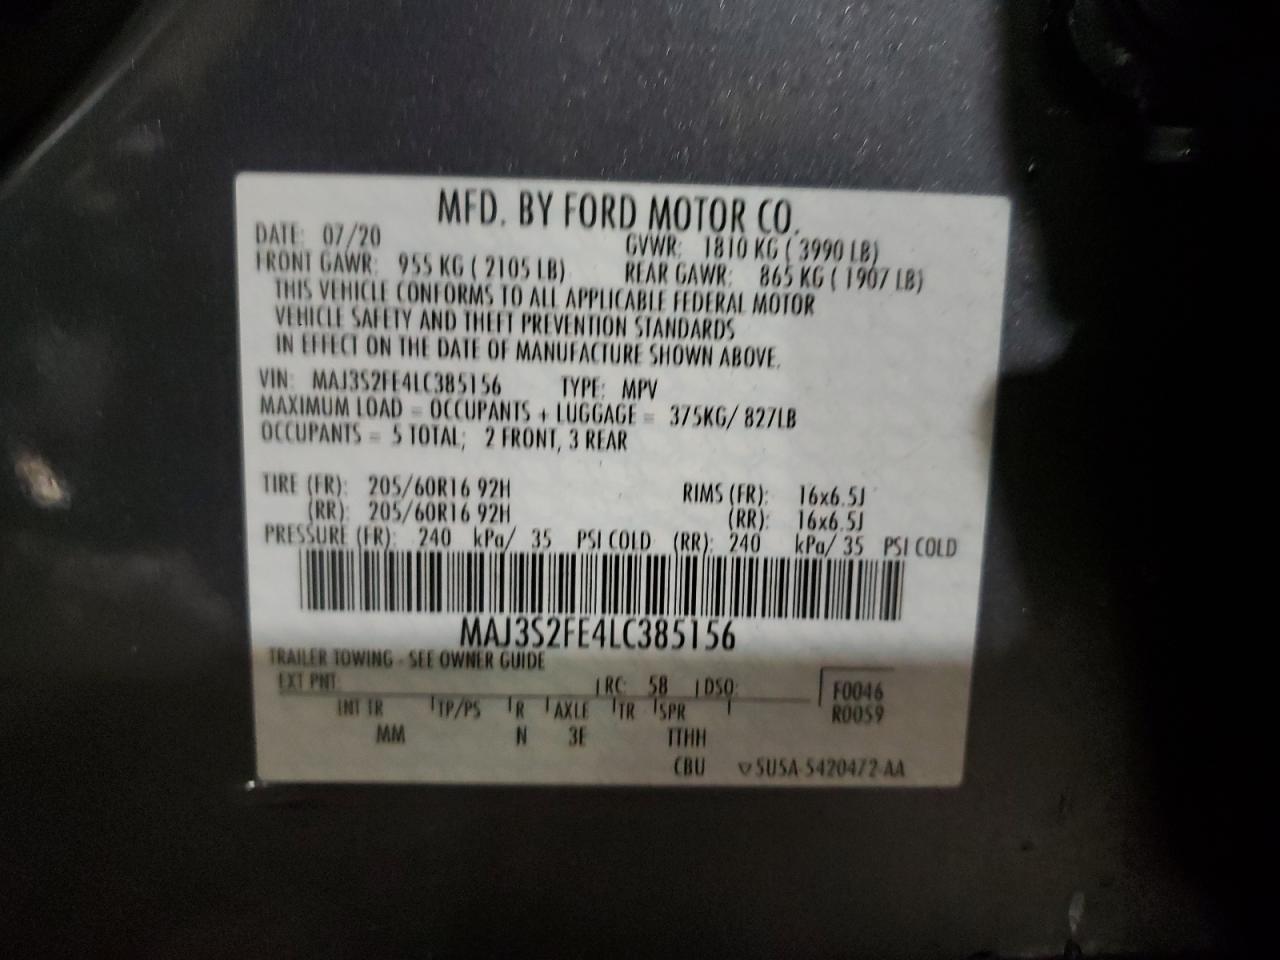 MFD. BY FORD MOTOR CO.
DATE: 07/20 GVWR: 1810 KG ( 3990 LB)
FRONT GAWR: 955 KG ( 2105 LB) REAR GAWR: 865 KG ( 1907 LB)
THIS VEHICLE CONFORMS TO ALL APPLICABLE FEDERAL MOTOR
VEHICLE SAFETY AND THEFT PREVENTION STANDARDS
IN EFFECT ON THE DATE OF MANUFACTURE SHOWN ABOVE.
VIN: MAJ3S2FE4LC385156 TYPE: MPV
MAXIMUM LOAD = OCCUPANTS + LUGGAGE = 375KG/ 827LB
OCCUPANTS = 5 TOTAL; 2 FRONT, 3 REAR
TIRE (FR): 205/60R16 92H RIMS (FR): 16x6.5J
(RR): 205/60R16 92H (RR): 16x6.5J
PRESSURE (FR): 240 kPa/ 35 PSI COLD (RR): 240 kPa/ 35 PSI COLD
MAJ3S2FE4LC385156
TRAILER TOWING - SEE OWNER GUIDE
EXT PNT: RC: 58 DSO: F0046
INT TR TP/PS R AXLE TR SPR R0059
MM N 3E TTHH
CBU ▽5U5A-5420472-AA